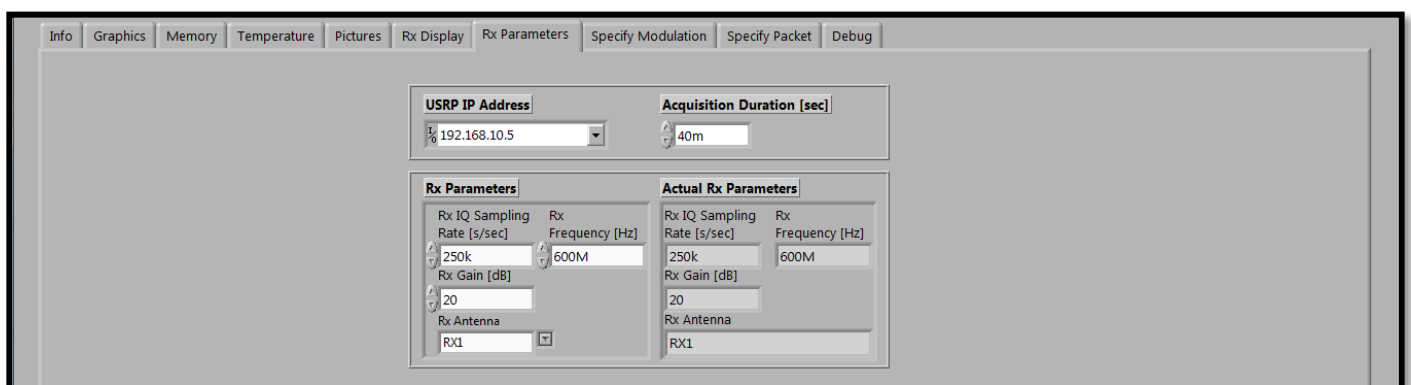 Info Graphics Memory Temperature Pictures Rx Display Rx Parameters Specify Modulation Specify Packet Debug
USRP IP Address
192.168.10.5
Acquisition Duration [sec]
40m
Rx Parameters
Rx IQ Sampling
Rate [s/sec]
250k
Rx
Frequency [Hz]
600M
Rx Gain [dB]
20
Rx Antenna
RX1
Actual Rx Parameters
Rx IQ Sampling
Rate [s/sec]
250k
Rx
Frequency [Hz]
600M
Rx Gain [dB]
20
Rx Antenna
RX1